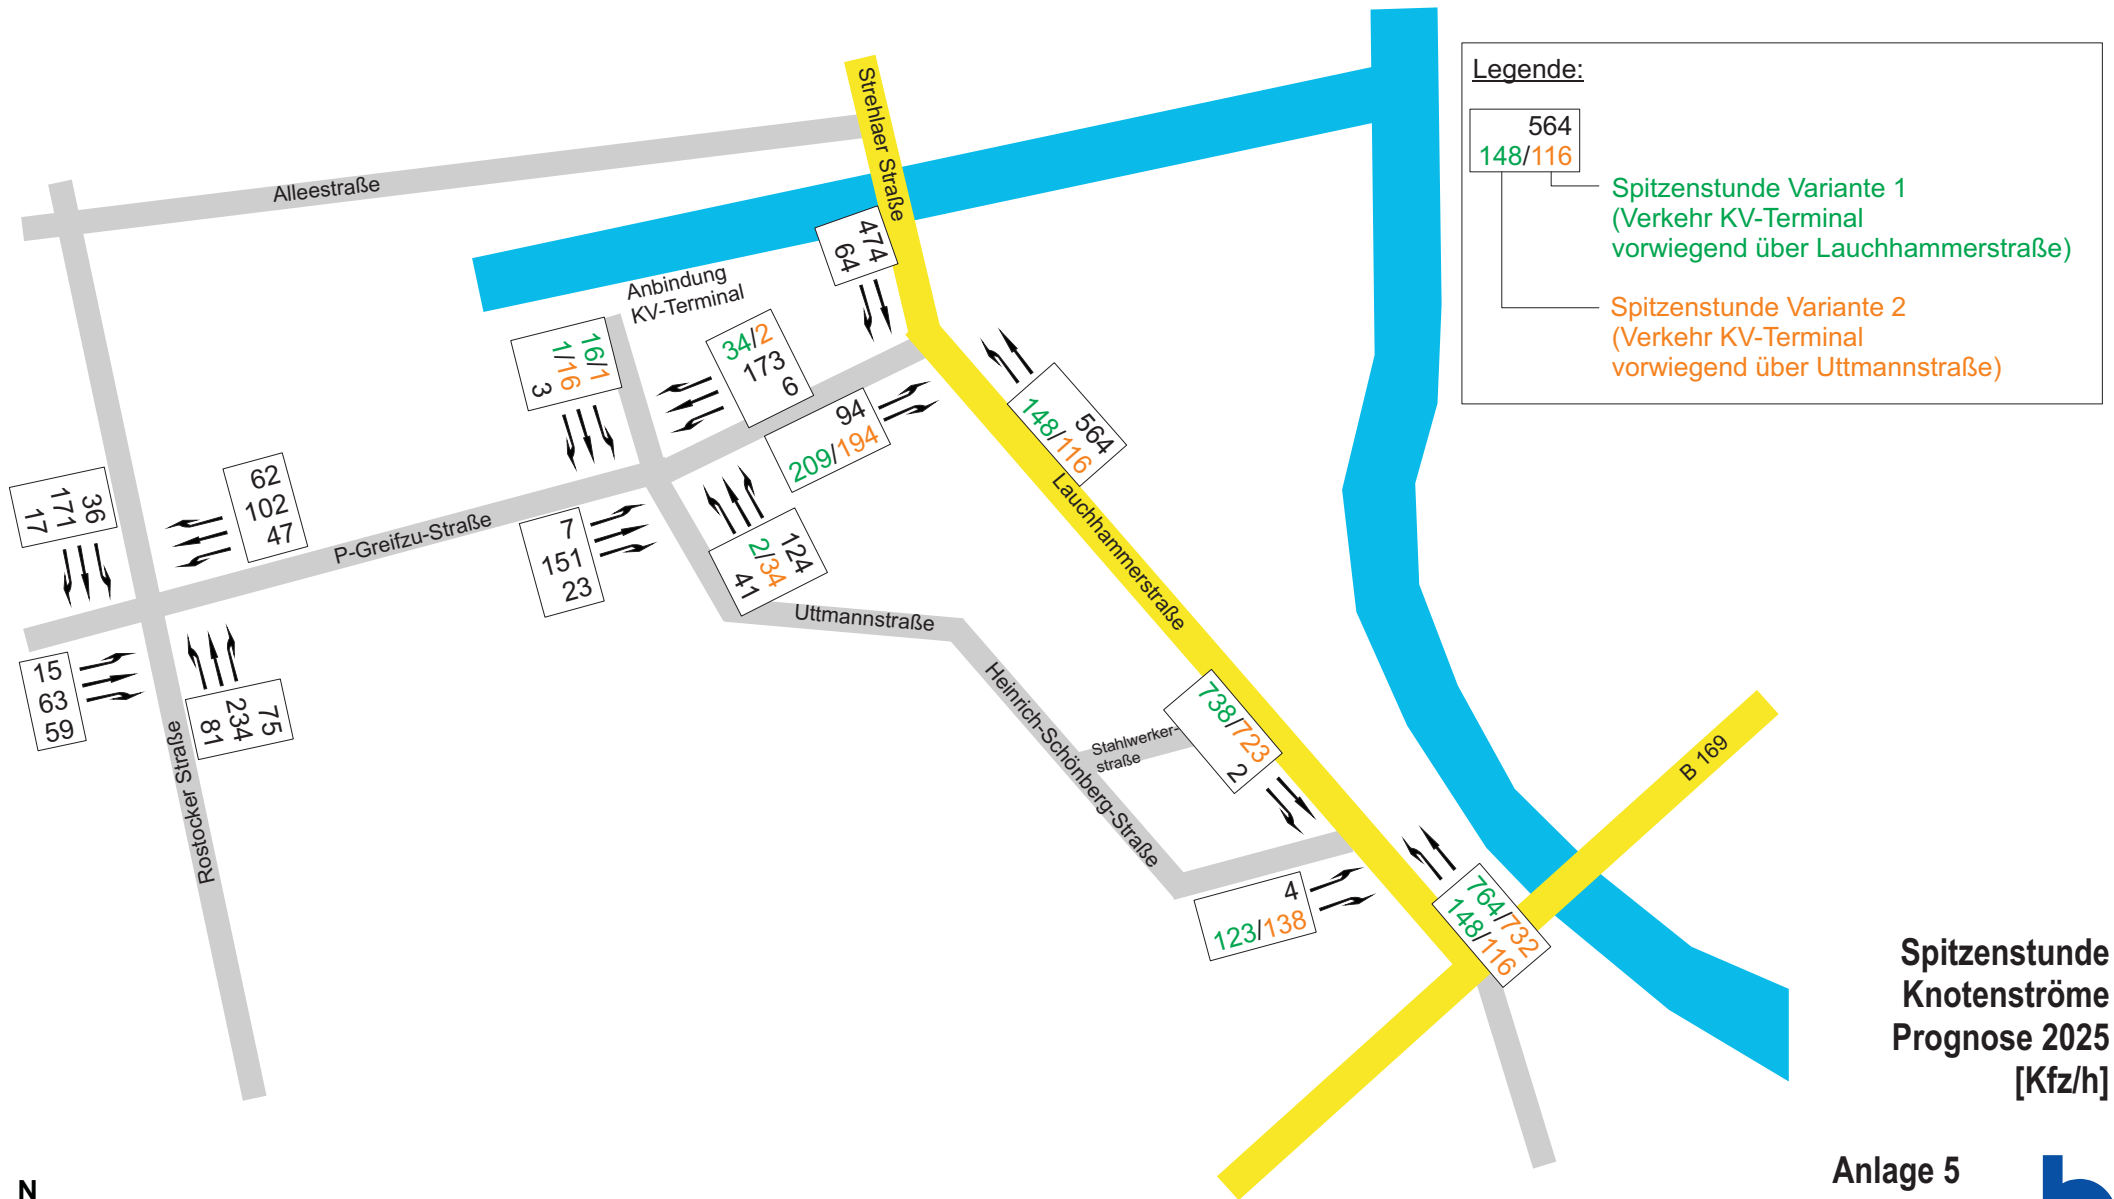 Legende:
564
148/116
Spitzenstunde Variante 1
(Verkehr KV-Terminal
vorwiegend über Lauchhammerstraße)
Spitzenstunde Variante 2
(Verkehr KV-Terminal
vorwiegend über Uttmannstraße)
Strehlaer Straße
Alleestraße
474
64
Anbindung
KV-Terminal
34/2
173
6
16/1
1/16
3
94
209/194
564
148/116
Lauchhammerstraße
62
102
47
36
171
17
P-Greifzu-Straße
7
151
23
124
2/34
41
Uttmannstraße
15
63
59
75
234
81
Rostocker Straße
Heinrich-Schönberg-Straße
Stahlwerker-
straße
738/723
2
B 169
4
123/138
764/732
148/116
Spitzenstunde
Knotenströme
Prognose 2025
[Kfz/h]
Anlage 5
N